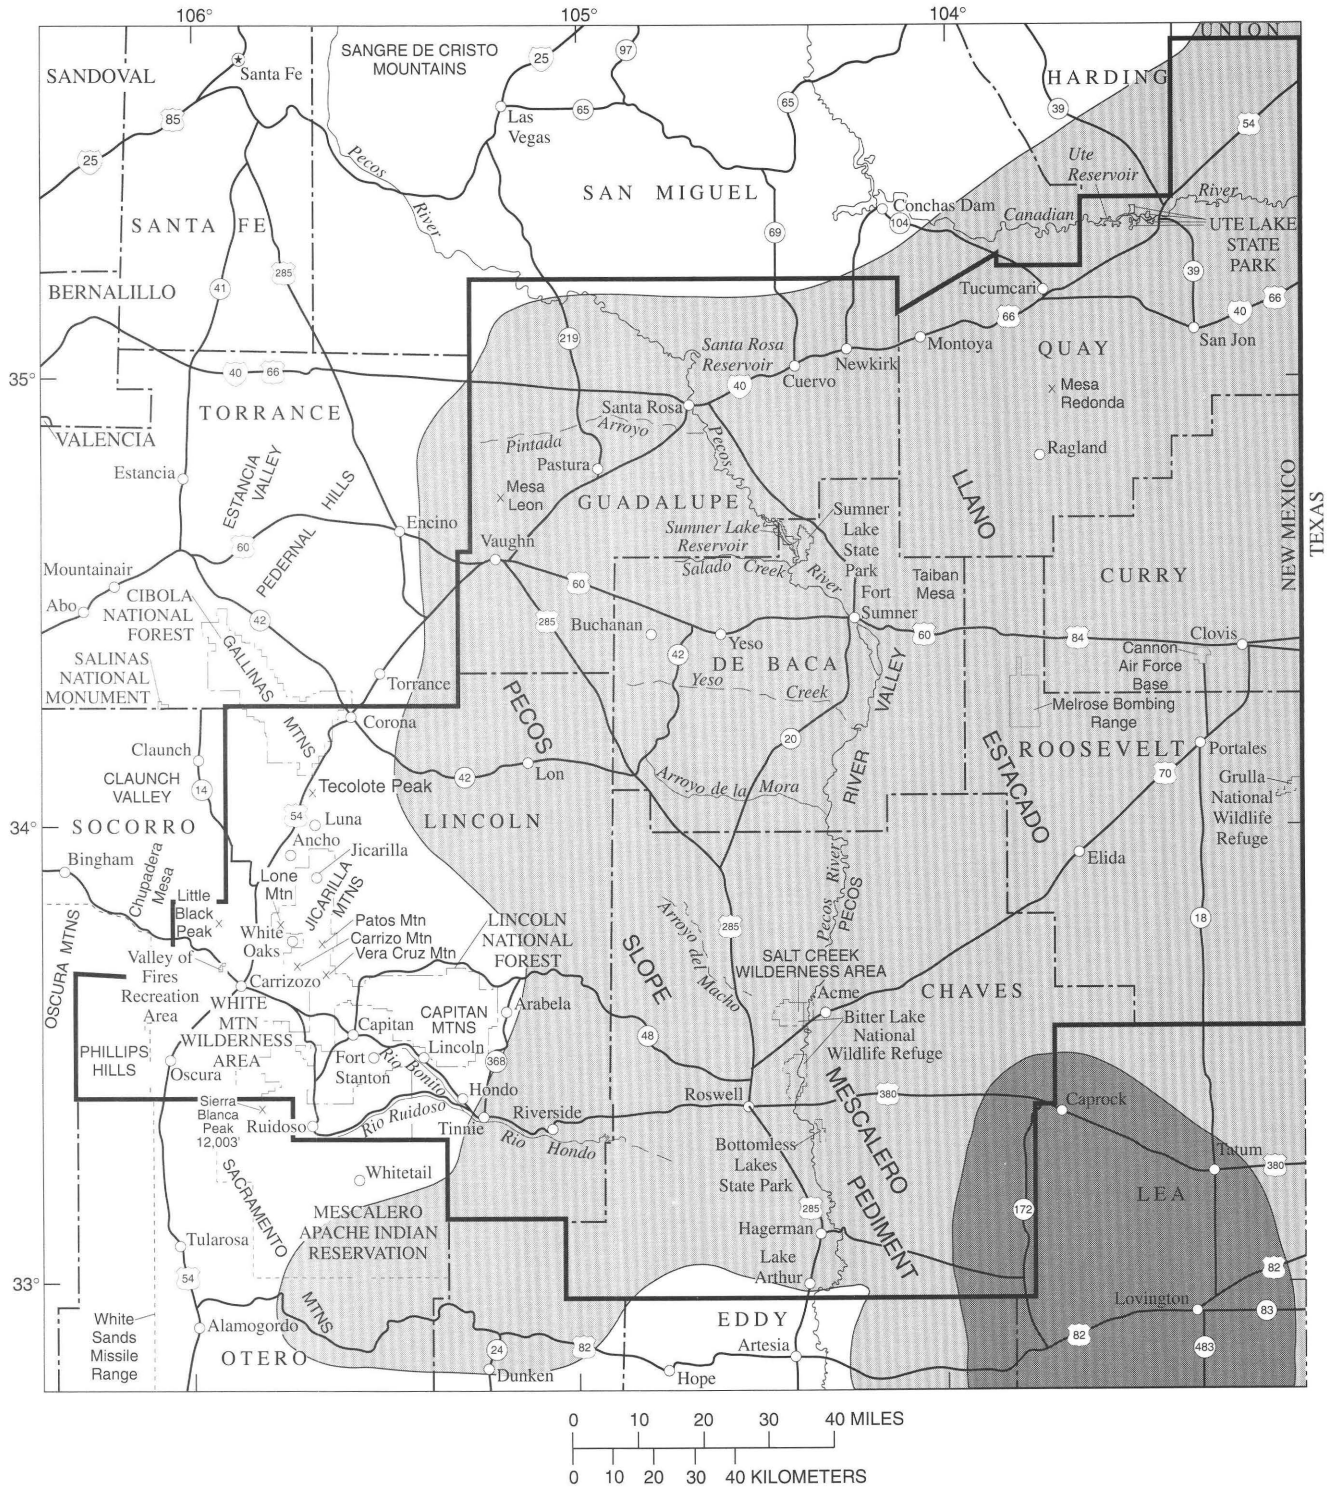 106°
105°
104°
UNION
SANDOVAL
Santa Fe
SANGRE DE CRISTO
MOUNTAINS
25
97
HARDING
85
65
65
39
54
Las
Vegas
25
Pecos
River
SAN MIGUEL
Ute
Reservoir
River
Conchas Dam
104
Canadian
SANTA FE
69
UTE LAKE
STATE
PARK
41
285
39
BERNALILLO
Tucumcari
66
40
66
219
Santa Rosa
Reservoir
Montoya
San Jon
QUAY
Newkirk
35°
40
66
40
Cuervo
Mesa
Redonda
TORRANCE
Santa Rosa
Pintada
Arroyo
Pecos
VALENCIA
Pastura
Ragland
Estancia
ESTANCIA
VALLEY
HILLS
PEDERNAL
Mesa
Leon
GUADALUPE
LLANO
NEW MEXICO
TEXAS
Encino
Sumner Lake
Reservoir
Sumner
Lake
State
Park
60
Vaughn
Salado Creek
River
Mountainair
60
Taiban
Mesa
CURRY
Abo
CIBOLA
NATIONAL
FOREST
42
285
Buchanan
Fort
Sumner
60
84
Clovis
GALLINAS
MTNS
Yeso
42
DE BACA
Cannon
Air Force
Base
SALINAS
NATIONAL
MONUMENT
Torrance
Yeso
Creek
VALLEY
Melrose Bombing
Range
Corona
PECOS
20
ROOSEVELT
Portales
Claunch
CLAUNCH
VALLEY
14
42
Lon
RIVER
ESTACADO
70
Grulla
National
Wildlife
Refuge
Tecolote Peak
Arroyo de la Mora
34°
SOCORRO
54
Luna
LINCOLN
Ancho
Bingham
Jicarilla
Elida
Chupadera
Mesa
Lone
Mtn
JICARILLA
MTNS
River
Pecos
PECOS
Little
Black
Peak
Patos Mtn
Carrizo Mtn
Vera Cruz Mtn
White
Oaks
LINCOLN
NATIONAL
FOREST
Arroyo del Macho
285
18
OSCURA MTNS
SLOPE
SALT CREEK
WILDERNESS AREA
Valley of
Fires
Recreation
Area
Carrizozo
Acme
CHAVES
WHITE
MTN
WILDERNESS
AREA
Capitan
CAPITAN
MTNS
Arabela
Bitter Lake
National
Wildlife Refuge
48
PHILLIPS
HILLS
Oscura
Fort
Stanton
Rio
Bonito
Lincoln
368
Hondo
Roswell
MESCALERO
380
Caprock
Sierra
Blanca
Peak
12,003'
Ruidoso
Rio Ruidoso
Tinnie
Riverside
Rio
Hondo
Bottomless
Lakes
State Park
Tatum
380
SACRAMENTO
MTNS
Whitetail
PEDIMENT
LEA
MESCALERO
APACHE INDIAN
RESERVATION
285
Hagerman
172
Tularosa
Lake
Arthur
33°
54
82
White
Sands
Missile
Range
Alamogordo
EDDY
Lovington
83
OTERO
24
82
Artesia
82
483
Dunken
Hope
0 10 20 30 40 MILES
0 10 20 30 40 KILOMETERS